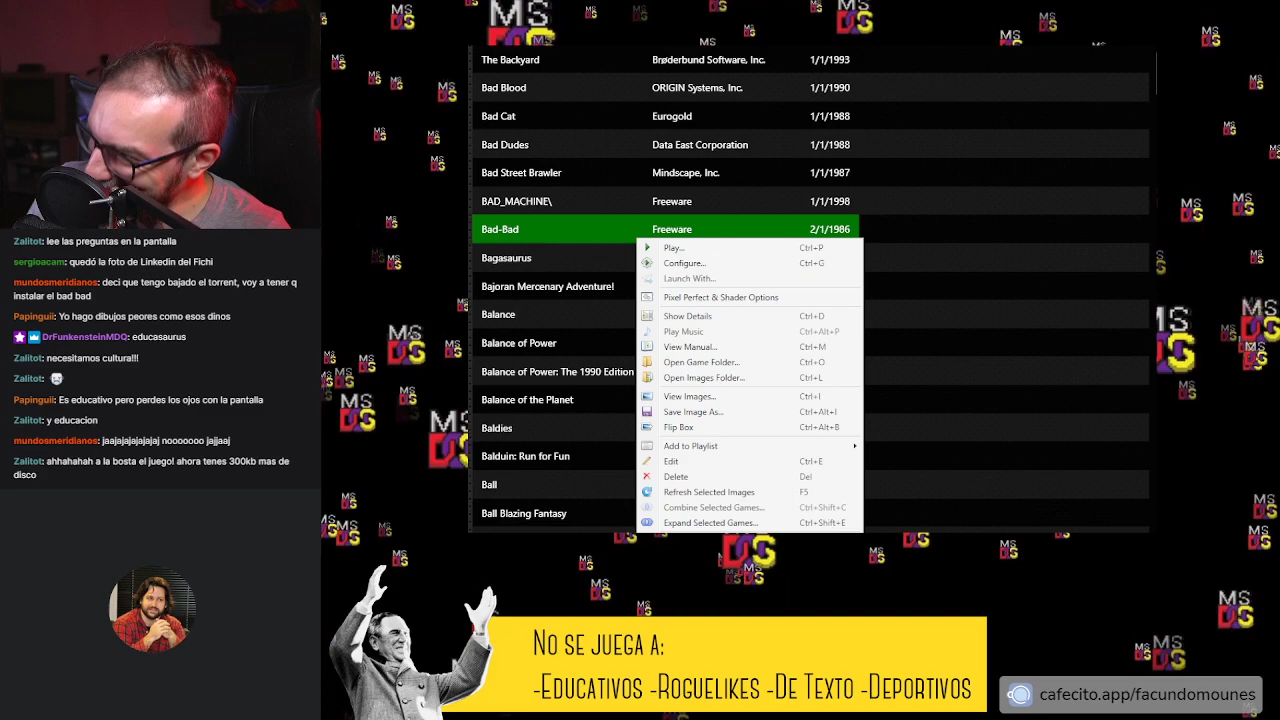 Zalitot: lee las preguntas en la pantalla
sergioacam: quedó la foto de Linkedin del Fichi
mundosmeridianos: deci que tengo bajado el torrent, voy a tener q
instalar el bad bad
Papinguii: Yo hago dibujos peores como esos dinos
DrFunkensteinMDQ: educasaurus
Zalitot: necesitamos cultura!!!
Zalitot:
Papinguii: Es educativo pero perdes los ojos con la pantalla
Zalitot: y educacion
mundosmeridianos: jaajajajajajaj nooooooo jajjaaj
Zalitot: ahahahah a la bosta el juego! ahora tenes 300kb mas de
disco
The Backyard Brøderbund Software, Inc. 1/1/1993
Bad Blood ORIGIN Systems, Inc. 1/1/1990
Bad Cat Eurogold 1/1/1988
Bad Dudes Data East Corporation 1/1/1988
Bad Street Brawler Mindscape, Inc. 1/1/1987
BAD_MACHINE\ Freeware 1/1/1998
Bad-Bad Freeware 2/1/1986
Bagasaurus
Bajoran Mercenary Adventure!
Balance
Balance of Power
Balance of Power: The 1990 Edition
Balance of the Planet
Baldies
Balduin: Run for Fun
Ball
Ball Blazing Fantasy
Play... Ctrl+P
Configure... Ctrl+G
Launch With...
Pixel Perfect & Shader Options
Show Details Ctrl+D
Play Music Ctrl+Alt+P
View Manual... Ctrl+M
Open Game Folder... Ctrl+O
Open Images Folder... Ctrl+L
View Images... Ctrl+I
Save Image As... Ctrl+Alt+I
Flip Box Ctrl+Alt+B
Add to Playlist
Edit Ctrl+E
Delete Del
Refresh Selected Images F5
Combine Selected Games... Ctrl+Shift+C
Expand Selected Games... Ctrl+Shift+E
MS DOS
No se juega a:
-Educativos -Roguelikes -De Texto -Deportivos
cafecito.app/facundomounes